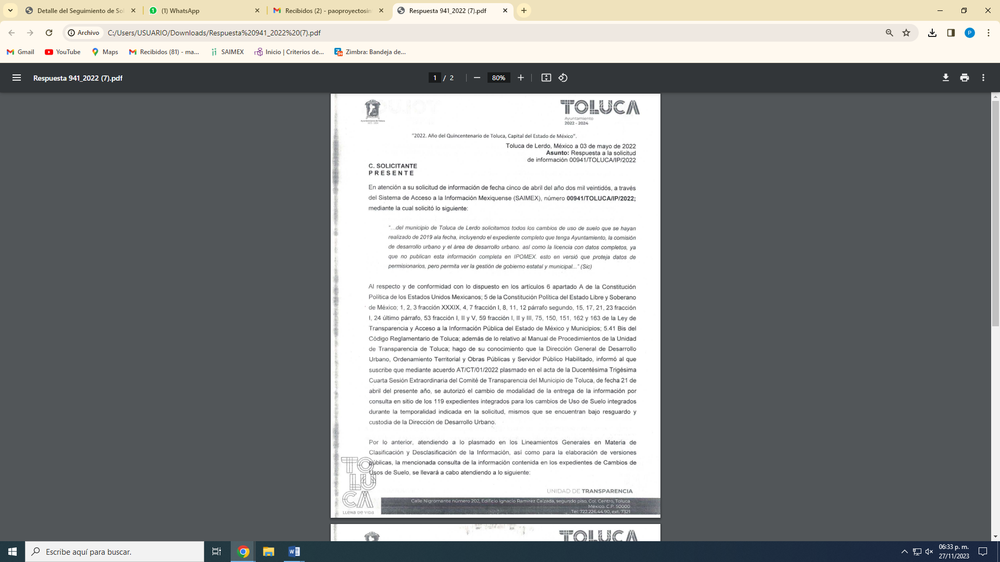 Detalle del Seguimiento de Sol
(1) WhatsApp
Recibidos (2) - paoproyectosin
Respuesta 941_2022 (7).pdf
Archivo
C:/Users/USUARIO/Downloads/Respuesta%20941_2022%20(7).pdf
P
Gmail
YouTube
Maps
Recibidos (81) - ma...
SAIMEX
Inicio | Criterios de...
Zimbra: Bandeja de...
Respuesta 941_2022 (7).pdf
1 / 2
80%
Ayuntamiento de Toluca
TOLUCA
Ayuntamiento
2022 - 2024
"2022. Año del Quincentenario de Toluca, Capital del Estado de México".
Toluca de Lerdo, México a 03 de mayo de 2022
Asunto: Respuesta a la solicitud
de información 00941/TOLUCA/IP/2022
C. SOLICITANTE
P R E S E N T E
En atención a su solicitud de información de fecha cinco de abril del año dos mil veintidós, a través
del Sistema de Acceso a la Información Mexiquense (SAIMEX), número 00941/TOLUCA/IP/2022;
mediante la cual solicitó lo siguiente:
"...del municipio de Toluca de Lerdo solicitamos todos los cambios de uso de suelo que se hayan
realizado de 2019 ala fecha, incluyendo el expediente completo que tenga Ayuntamiento, la comisión
de desarrollo urbano y el área de desarrollo urbano. así como la licencia con datos completos, ya
que no publican esta información completa en IPOMEX. esto en versió que proteja datos de
permisionarios, pero permita ver la gestión de gobierno estatal y municipal..." (Sic)
Al respecto y de conformidad con lo dispuesto en los artículos 6 apartado A de la Constitución
Política de los Estados Unidos Mexicanos; 5 de la Constitución Política del Estado Libre y Soberano
de México; 1, 2, 3 fracción XXXIX, 4, 7 fracción I, 8, 11, 12 párrafo segundo, 15, 17, 21, 23 fracción
I, 24 último párrafo, 53 fracción I, II y V, 59 fracción I, II y III, 75, 150, 151, 162 y 163 de la Ley de
Transparencia y Acceso a la Información Pública del Estado de México y Municipios; 5.41 Bis del
Código Reglamentario de Toluca; además de lo relativo al Manual de Procedimientos de la Unidad
de Transparencia de Toluca; hago de su conocimiento que la Dirección General de Desarrollo
Urbano, Ordenamiento Territorial y Obras Públicas y Servidor Público Habilitado, informó al que
suscribe que mediante acuerdo AT/CT/01/2022 plasmado en el acta de la Ducentésima Trigésima
Cuarta Sesión Extraordinaria del Comité de Transparencia del Municipio de Toluca, de fecha 21 de
abril del presente año, se autorizó el cambio de modalidad de la entrega de la información por
consulta en sitio de los 119 expedientes integrados para los cambios de Uso de Suelo integrados
durante la temporalidad indicada en la solicitud, mismos que se encuentran bajo resguardo y
custodia de la Dirección de Desarrollo Urbano.
Por lo anterior, atendiendo a lo plasmado en los Lineamientos Generales en Materia de
Clasificación y Desclasificación de la Información, así como para la elaboración de versiones
públicas, la mencionada consulta de la información contenida en los expedientes de Cambios de
Usos de Suelo, se llevará a cabo atendiendo a lo siguiente:
TO
LU
CA
LLENA DE VIDA
UNIDAD DE TRANSPARENCIA
Calle Nigromante número 202, Edificio Ignacio Ramírez Calzada, segundo piso, Col. Centro, Toluca
México. C.P. 50000
Tel: 722.226.44.90, ext. 7321
TOLUCA
Escribe aquí para buscar.
06:33 p. m.
27/11/2023